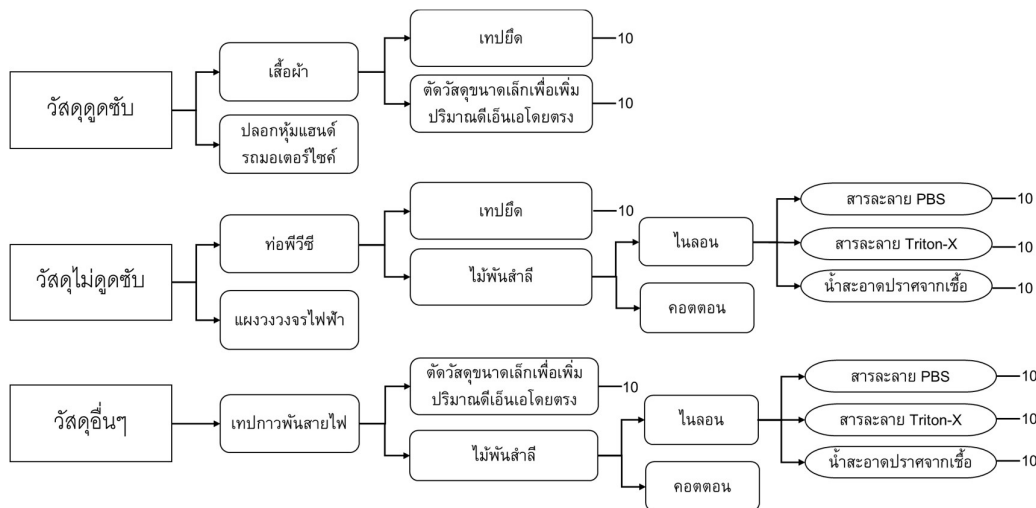 วัสดุดูดซับ
เสื้อผ้า
เทปยึด
10
ตัดวัสดุขนาดเล็กเพื่อเพิ่ม
ปริมาณดีเอ็นเอโดยตรง
10
ปลอกหุ้มแฮนด์
รถมอเตอร์ไซค์
วัสดุไม่ดูดซับ
ท่อพีวีซี
เทปยึด
10
ไม้พันสำลี
ไนลอน
สารละลาย PBS
10
สารละลาย Triton-X
10
น้ำสะอาดปราศจากเชื้อ
10
คอตตอน
แผงวงวงจรไฟฟ้า
วัสดุอื่นๆ
เทปกาวพันสายไฟ
ตัดวัสดุขนาดเล็กเพื่อเพิ่ม
ปริมาณดีเอ็นเอโดยตรง
10
ไม้พันสำลี
ไนลอน
สารละลาย PBS
10
สารละลาย Triton-X
10
น้ำสะอาดปราศจากเชื้อ
10
คอตตอน